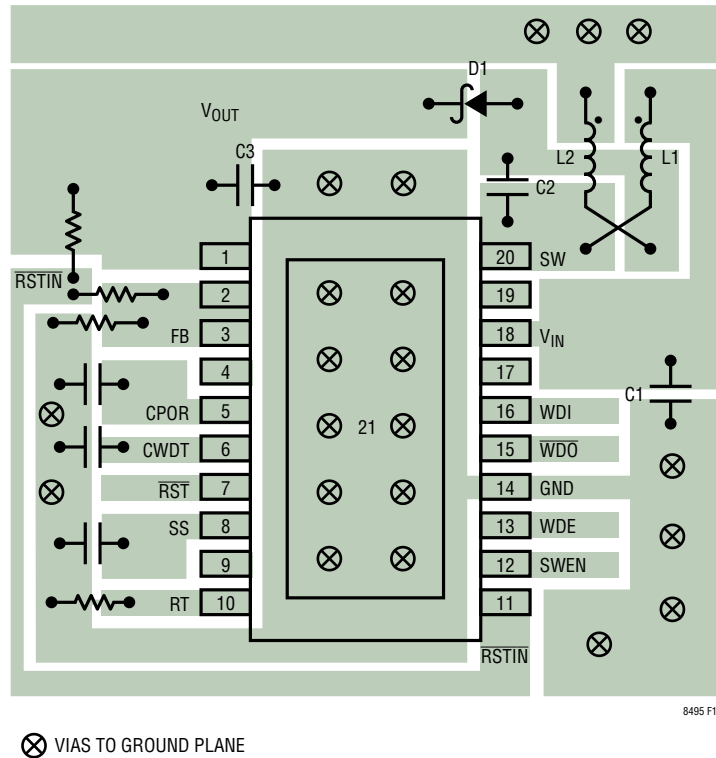 D1
VOUT
C3
C2
L2
L1
1
20
SW
RSTIN
2
19
FB
3
18
VIN
4
17
C1
CPOR
5
16
WDI
CWDT
6
21
15
WDO
RST
7
14
GND
SS
8
13
WDE
9
12
SWEN
RT
10
11
RSTIN
8495 F1
VIAS TO GROUND PLANE